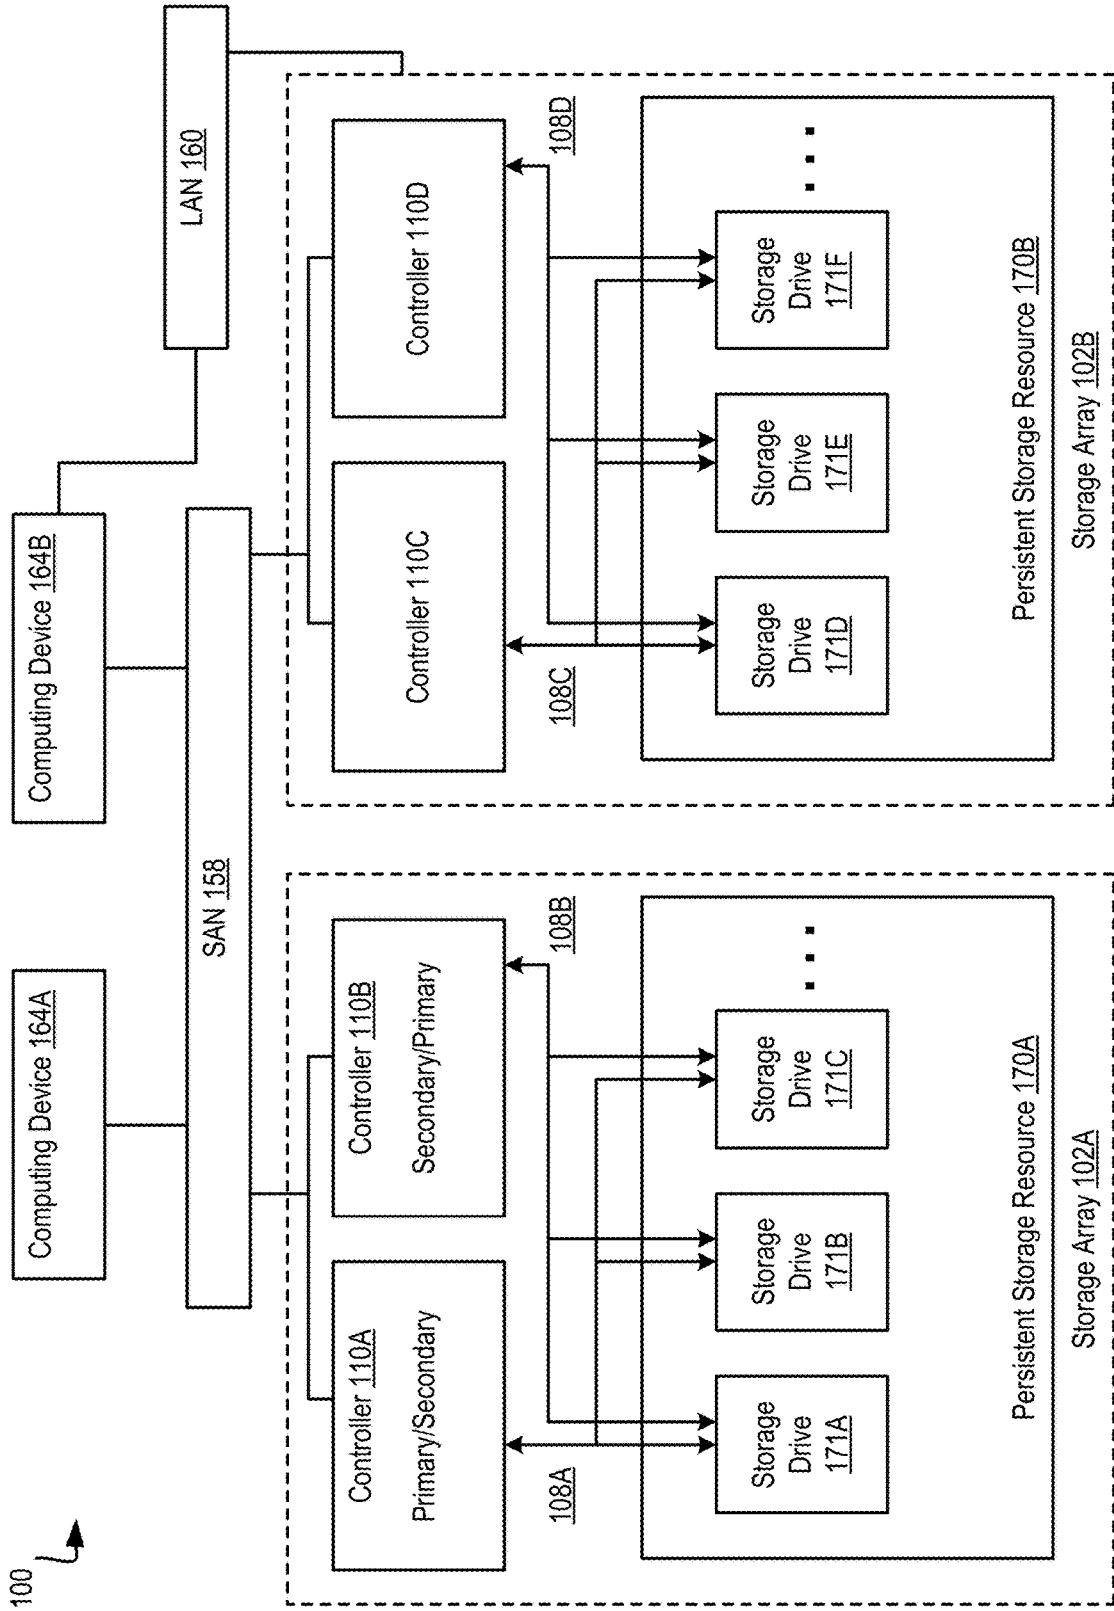 100
Computing Device 164A
Computing Device 164B
SAN 158
LAN 160
Controller 110A
Primary/Secondary
Controller 110B
Secondary/Primary
108A
108B
Storage
Drive
171A
Storage
Drive
171B
Storage
Drive
171C
Persistent Storage Resource 170A
Storage Array 102A
Controller 110C
Controller 110D
108C
108D
Storage
Drive
171D
Storage
Drive
171E
Storage
Drive
171F
Persistent Storage Resource 170B
Storage Array 102B